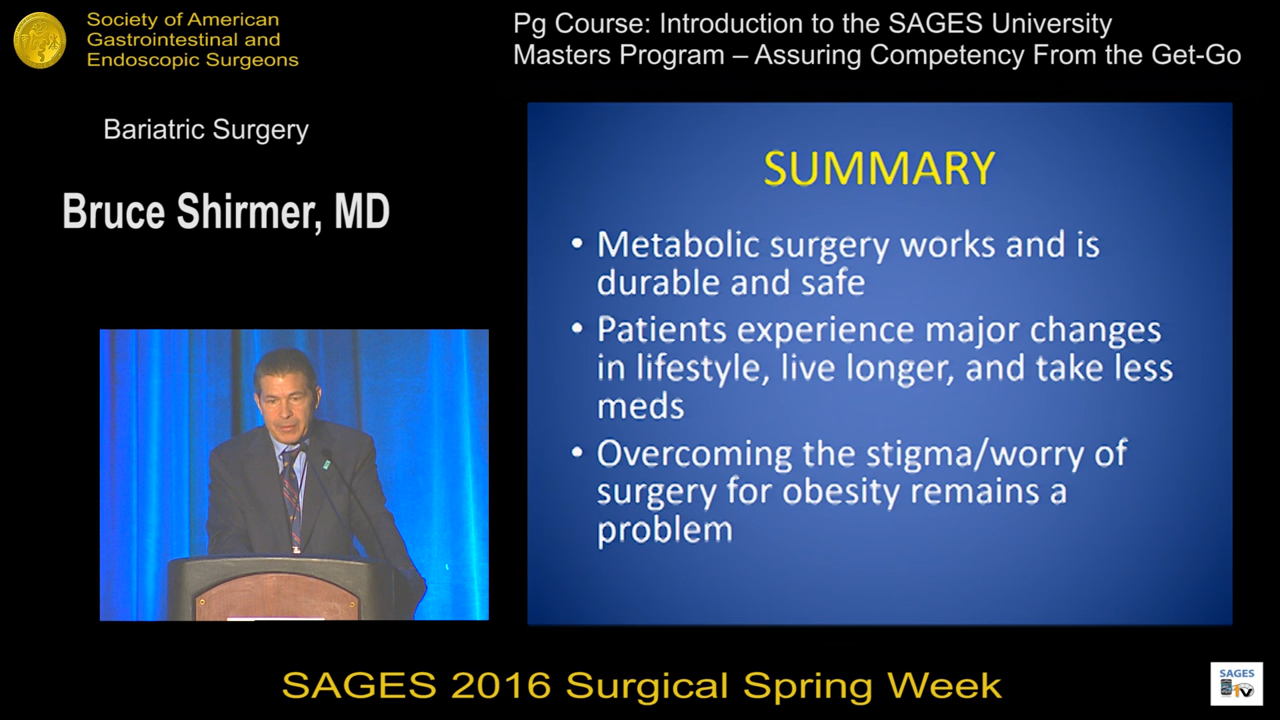 Society of American
Gastrointestinal and
Endoscopic Surgeons
Pg Course: Introduction to the SAGES University
Masters Program – Assuring Competency From the Get-Go
Bariatric Surgery
Bruce Shirmer, MD
SUMMARY
• Metabolic surgery works and is
durable and safe
• Patients experience major changes
in lifestyle, live longer, and take less
meds
• Overcoming the stigma/worry of
surgery for obesity remains a
problem
SAGES 2016 Surgical Spring Week
SAGES
TV